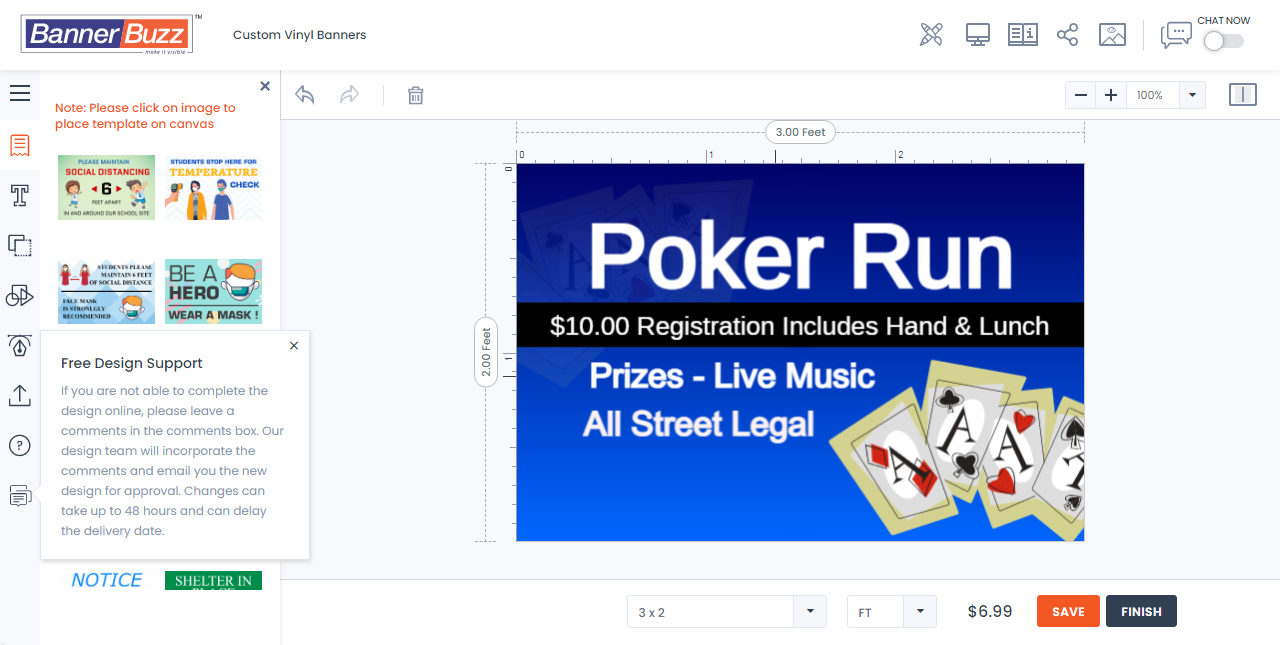 BannerBuzz
TM
make it visible
Custom Vinyl Banners
CHAT NOW
Note: Please click on image to
place template on canvas
100%
3.00 Feet
0 1 2
0
1
2.00 Feet
PLEASE MAINTAIN
SOCIAL DISTANCING
6
FEET APART
IN AND AROUND OUR SCHOOL SITE
STUDENTS STOP HERE FOR
TEMPERATURE
CHECK
STUDENTS PLEASE
MAINTAIN 6 FEET
OF SOCIAL DISTANCE
FACE MASK
IS STRONLGLY
RECOMMENDED
BE A
HERO
WEAR A MASK !
Free Design Support
If you are not able to complete the
design online, please leave a
comments in the comments box. Our
design team will incorporate the
comments and email you the new
design for approval. Changes can
take up to 48 hours and can delay
the delivery date.
NOTICE
SHELTER IN
PLACE
Poker Run
$10.00 Registration Includes Hand & Lunch
Prizes - Live Music
All Street Legal
A A A
3 x 2
FT
$6.99
SAVE
FINISH